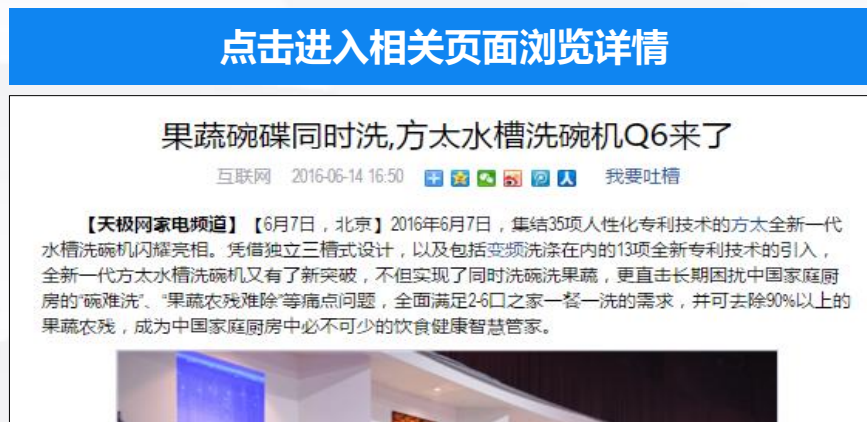 点击进入相关页面浏览详情
果蔬碗碟同时洗,方太水槽洗碗机Q6来了
互联网 2016-06-14 16:50 我要吐槽
【天极网家电频道】【6月7日，北京】2016年6月7日，集结35项人性化专利技术的方太全新一代
水槽洗碗机闪耀亮相。凭借独立三槽式设计，以及包括变频洗涤在内的13项全新专利技术的引入，
全新一代方太水槽洗碗机又有了新突破，不但实现了同时洗碗洗果蔬，更直击长期困扰中国家庭厨
房的“碗难洗”、“果蔬农残难除”等痛点问题，全面满足2-6口之家一餐一洗的需求，并可去除90%以上的
果蔬农残，成为中国家庭厨房中必不可少的饮食健康智慧管家。